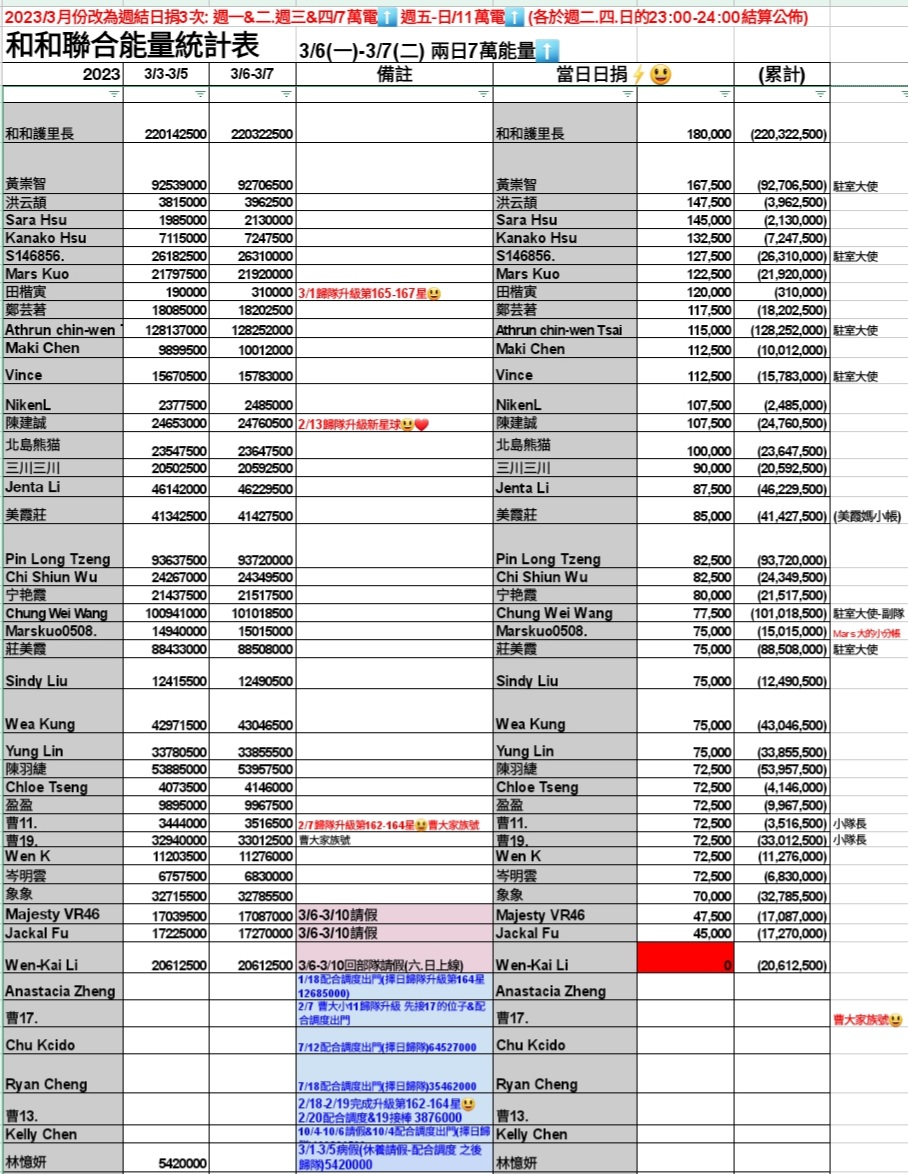 2023/3月份改為週結日捐3次: 週一&二.週三&四/7萬電⬆️ 週五-日/11萬電⬆️ (各於週二.四.日的23:00-24:00結算公佈)
和和聯合能量統計表 3/6(一)-3/7(二) 兩日7萬能量⬆️
2023 3/3-3/5 3/6-3/7 備註 當日日捐⚡😃 (累計)
和和護里長 220142500 220322500 和和護里長 180,000 (220,322,500)
黃崇智 92539000 92706500 黃崇智 167,500 (92,706,500) 駐室大使
洪云頡 3815000 3962500 洪云頡 147,500 (3,962,500)
Sara Hsu 1985000 2130000 Sara Hsu 145,000 (2,130,000)
Kanako Hsu 7115000 7247500 Kanako Hsu 132,500 (7,247,500)
S146856. 26182500 26310000 S146856. 127,500 (26,310,000) 駐室大使
Mars Kuo 21797500 21920000 Mars Kuo 122,500 (21,920,000)
田楷寅 190000 310000 3/1歸隊升級第165-167星😃 田楷寅 120,000 (310,000)
鄭芸著 18085000 18202500 鄭芸著 117,500 (18,202,500)
Athrun chin-wen 128137000 128252000 Athrun chin-wen Tsai 115,000 (128,252,000) 駐室大使
Maki Chen 9899500 10012000 Maki Chen 112,500 (10,012,000)
Vince 15670500 15783000 Vince 112,500 (15,783,000) 駐室大使
NikenL 2377500 2485000 NikenL 107,500 (2,485,000)
陳建誠 24653000 24760500 2/13歸隊升級新星球😃❤️ 陳建誠 107,500 (24,760,500)
北島熊猫 23547500 23647500 北島熊猫 100,000 (23,647,500)
三川三川 20502500 20592500 三川三川 90,000 (20,592,500)
Jenta Li 46142000 46229500 Jenta Li 87,500 (46,229,500)
美霞莊 41342500 41427500 美霞莊 85,000 (41,427,500) (美霞媽小帳)
Pin Long Tzeng 93637500 93720000 Pin Long Tzeng 82,500 (93,720,000)
Chi Shiun Wu 24267000 24349500 Chi Shiun Wu 82,500 (24,349,500)
宁艳霞 21437500 21517500 宁艳霞 80,000 (21,517,500)
Chung Wei Wang 100941000 101018500 Chung Wei Wang 77,500 (101,018,500) 駐室大使-副隊
Marskuo0508. 14940000 15015000 Marskuo0508. 75,000 (15,015,000) Mars大的小分帳
莊美霞 88433000 88508000 莊美霞 75,000 (88,508,000) 駐室大使
Sindy Liu 12415500 12490500 Sindy Liu 75,000 (12,490,500)
Wea Kung 42971500 43046500 Wea Kung 75,000 (43,046,500)
Yung Lin 33780500 33855500 Yung Lin 75,000 (33,855,500)
陳羽緁 53885000 53957500 陳羽緁 72,500 (53,957,500)
Chloe Tseng 4073500 4146000 Chloe Tseng 72,500 (4,146,000)
盈盈 9895000 9967500 盈盈 72,500 (9,967,500)
曹11. 3444000 3516500 2/7歸隊升級第162-164星😃曹大家族號 曹11. 72,500 (3,516,500) 小隊長
曹19. 32940000 33012500 曹大家族號 曹19. 72,500 (33,012,500) 小隊長
Wen K 11203500 11276000 Wen K 72,500 (11,276,000)
岑明雲 6757500 6830000 岑明雲 72,500 (6,830,000)
象象 32715500 32785500 象象 70,000 (32,785,500)
Majesty VR46 17039500 17087000 3/6-3/10請假 Majesty VR46 47,500 (17,087,000)
Jackal Fu 17225000 17270000 3/6-3/10請假 Jackal Fu 45,000 (17,270,000)
Wen-Kai Li 20612500 20612500 3/6-3/10回部隊請假(六.日上線) Wen-Kai Li 0 (20,612,500)
Anastacia Zheng 1/18配合調度出門(擇日歸隊升級第164星 Anastacia Zheng
12685000)
曹17. 2/7 曹大小11歸隊升級 先接17的位子&配 曹17. 曹大家族號😃
合調度出門
Chu Kcido 7/12配合調度出門(擇日歸隊)64527000 Chu Kcido
Ryan Cheng 7/18配合調度出門(擇日歸隊)35462000 Ryan Cheng
曹13. 2/18-2/19完成升級第162-164星😃 曹13.
2/20配合調度&19接棒 3876000
Kelly Chen 10/4-10/6請假&10/4配合調度出門(擇日歸 Kelly Chen
林憶妍 5420000 3/1-3/5病假(休養請假-配合調度 之後 林憶妍
歸隊)5420000